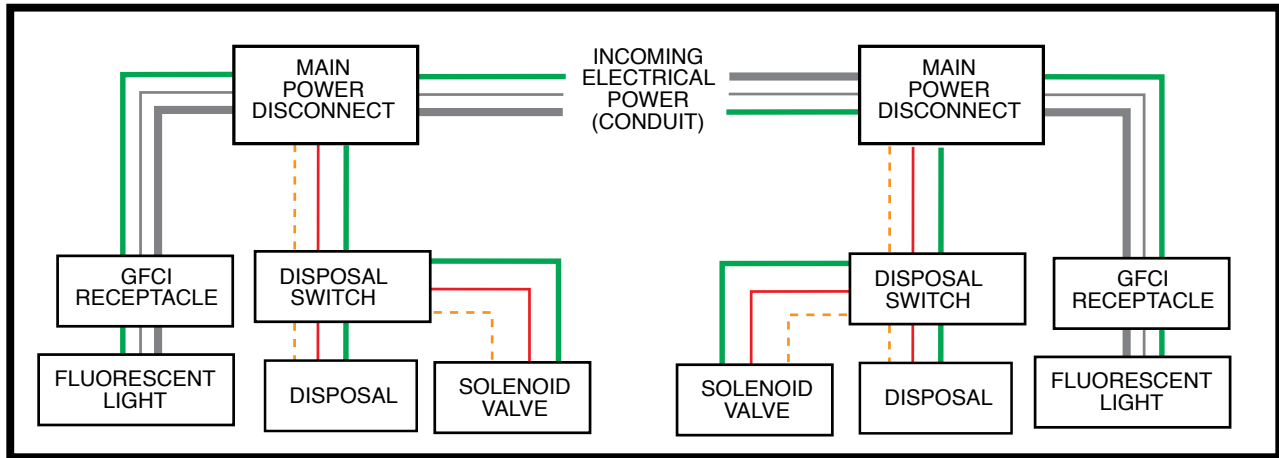 MAIN
POWER
DISCONNECT
INCOMING
ELECTRICAL
POWER
(CONDUIT)
MAIN
POWER
DISCONNECT
GFCI
RECEPTACLE
DISPOSAL
SWITCH
DISPOSAL
SWITCH
GFCI
RECEPTACLE
FLUORESCENT
LIGHT
DISPOSAL
SOLENOID
VALVE
SOLENOID
VALVE
DISPOSAL
FLUORESCENT
LIGHT